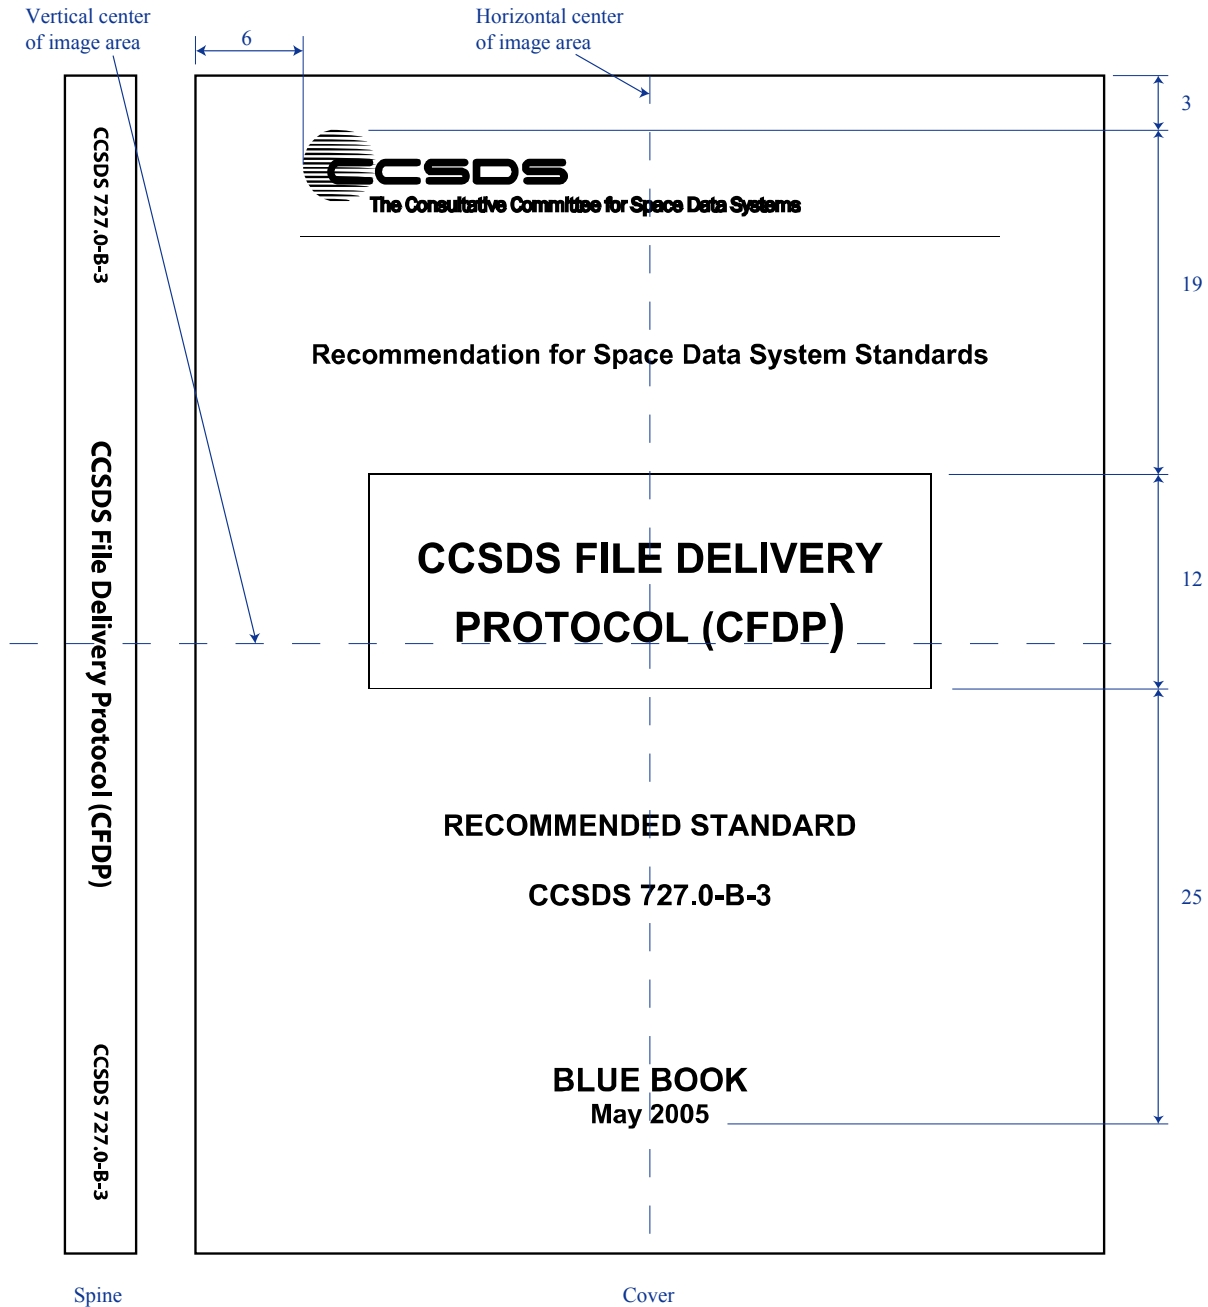 Vertical center
of image area
6
Horizontal center
of image area
3
CCSDS
The Consultative Committee for Space Data Systems
19
Recommendation for Space Data System Standards
CCSDS FILE DELIVERY
PROTOCOL (CFDP)
12
RECOMMENDED STANDARD
CCSDS 727.0-B-3
25
BLUE BOOK
May 2005
CCSDS 727.0-B-3
CCSDS File Delivery Protocol (CFDP)
CCSDS 727.0-B-3
Spine
Cover